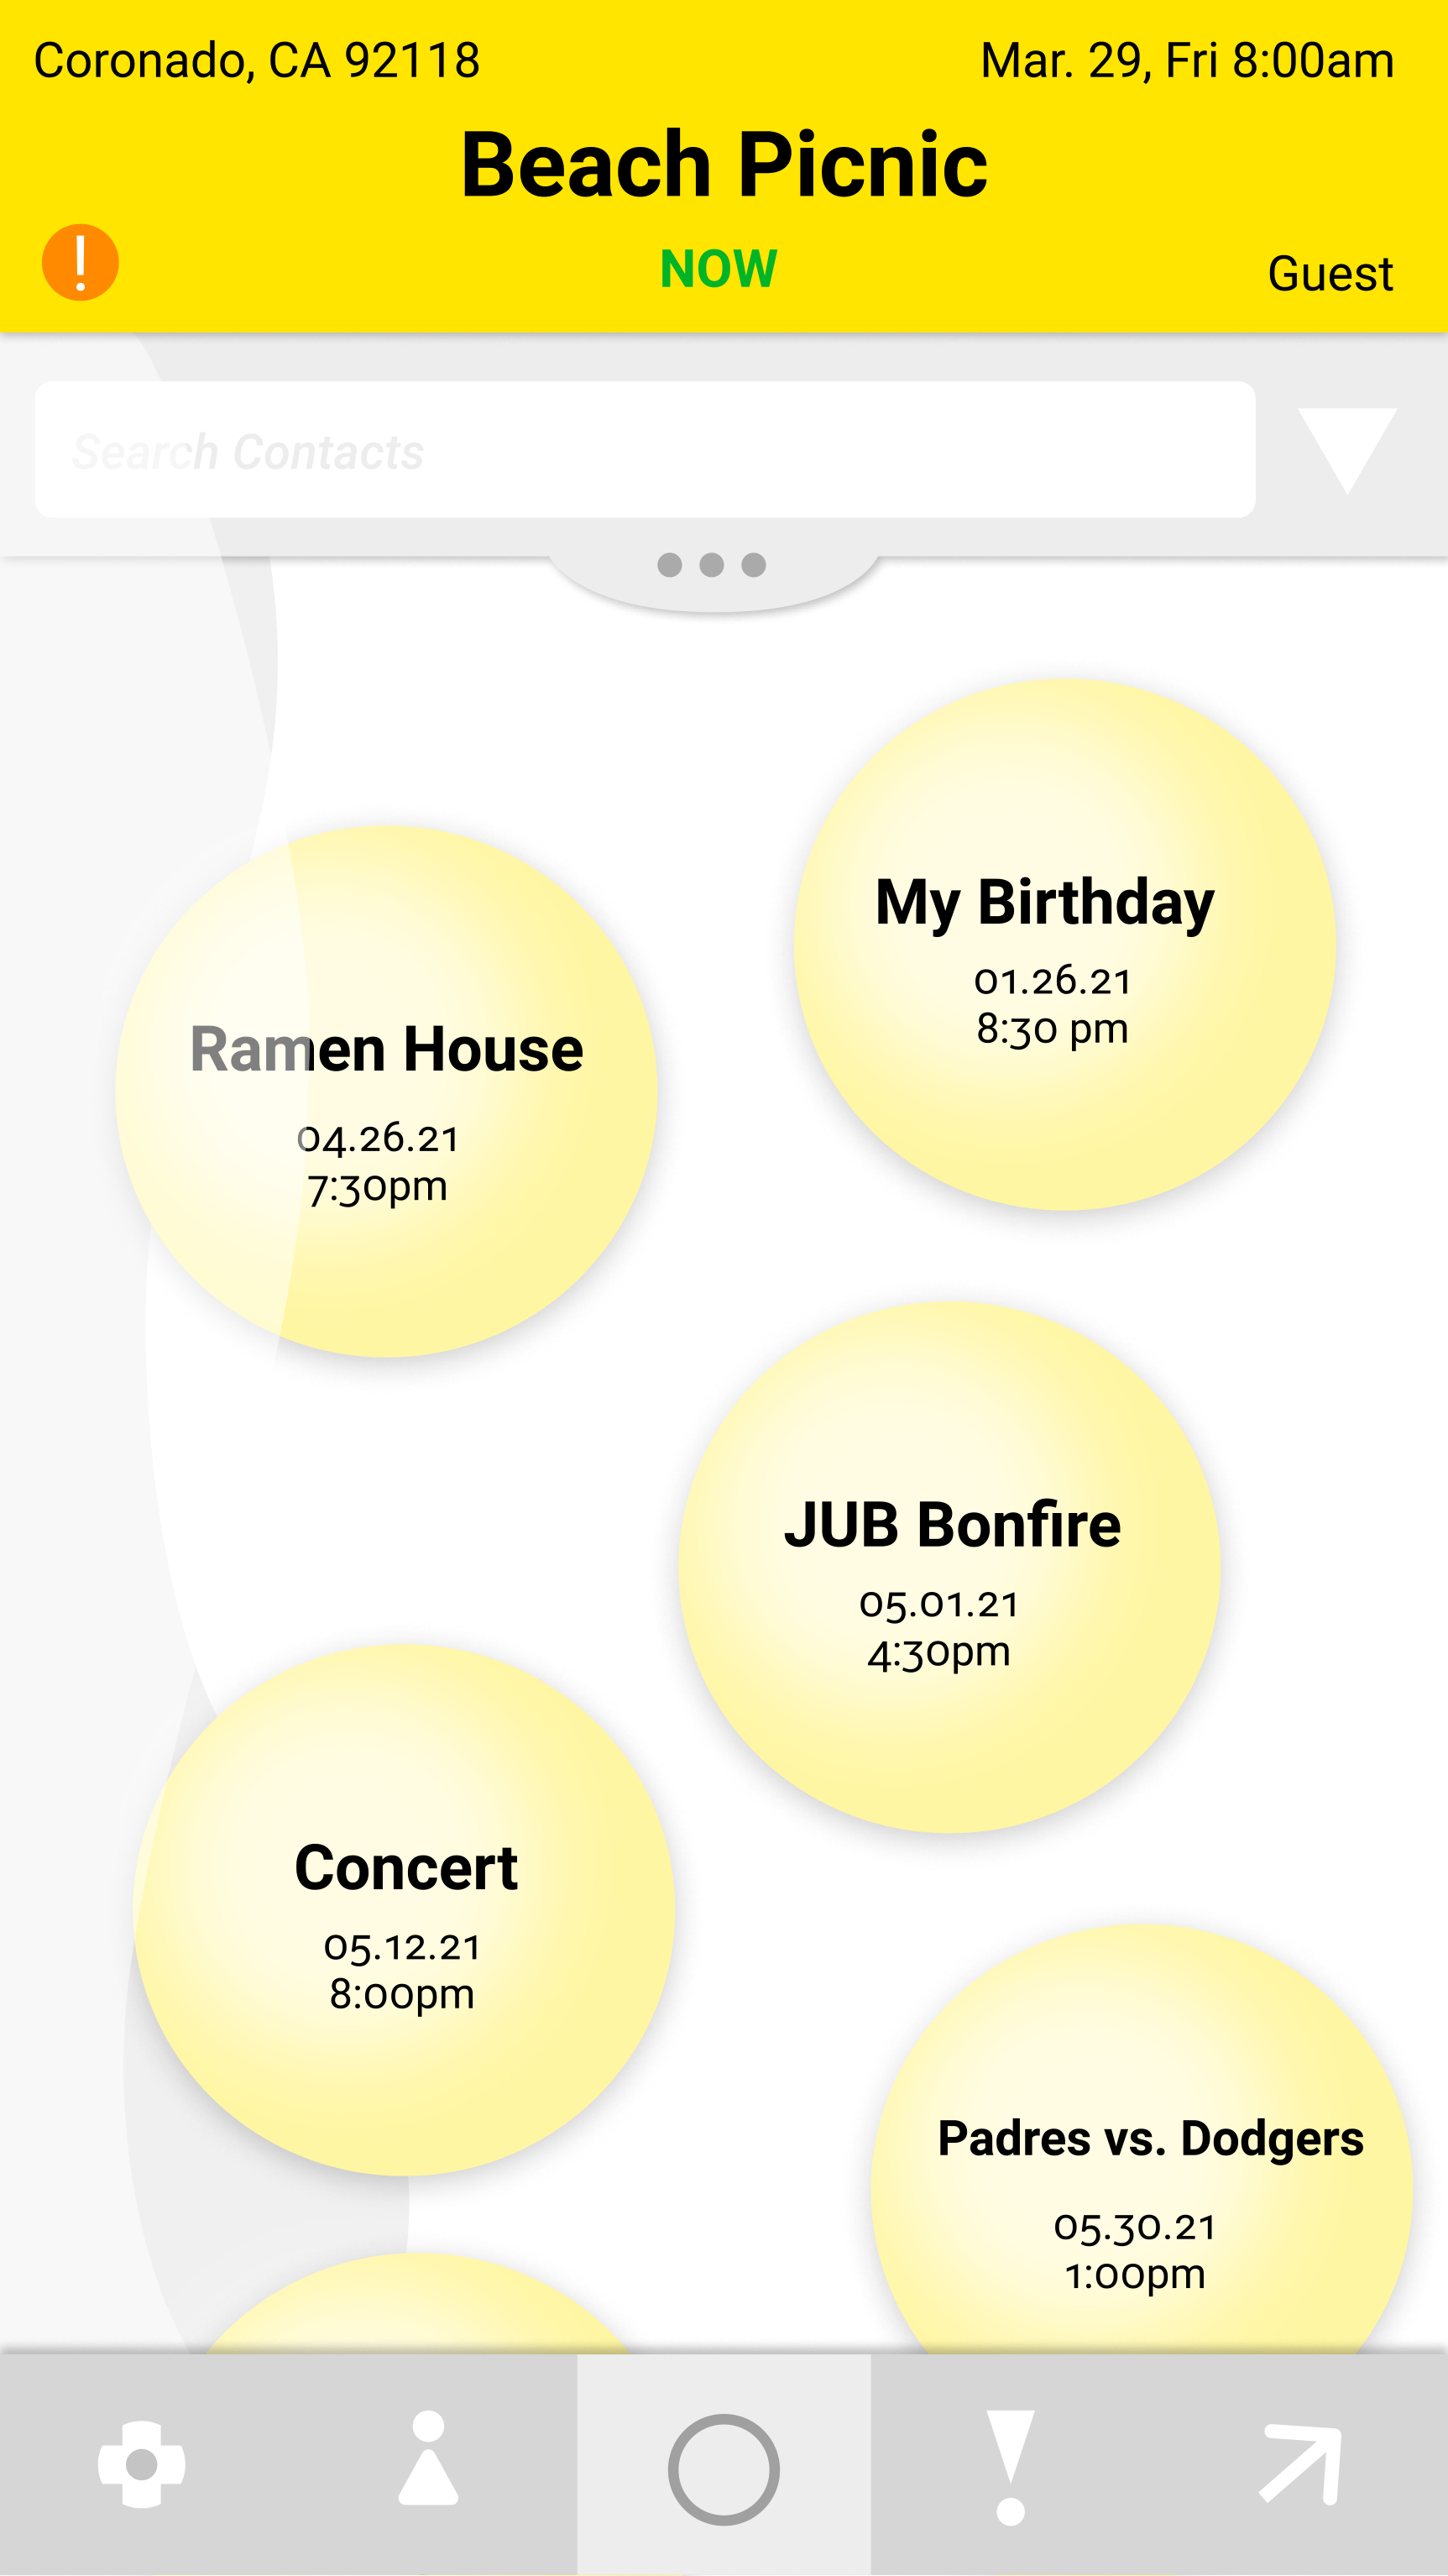 Coronado, CA 92118
Mar. 29, Fri 8:00am
Beach Picnic
!
NOW
Guest
Search Contacts
My Birthday
01.26.21
8:30 pm
Ramen House
04.26.21
7:30pm
JUB Bonfire
05.01.21
4:30pm
Concert
05.12.21
8:00pm
Padres vs. Dodgers
05.30.21
1:00pm